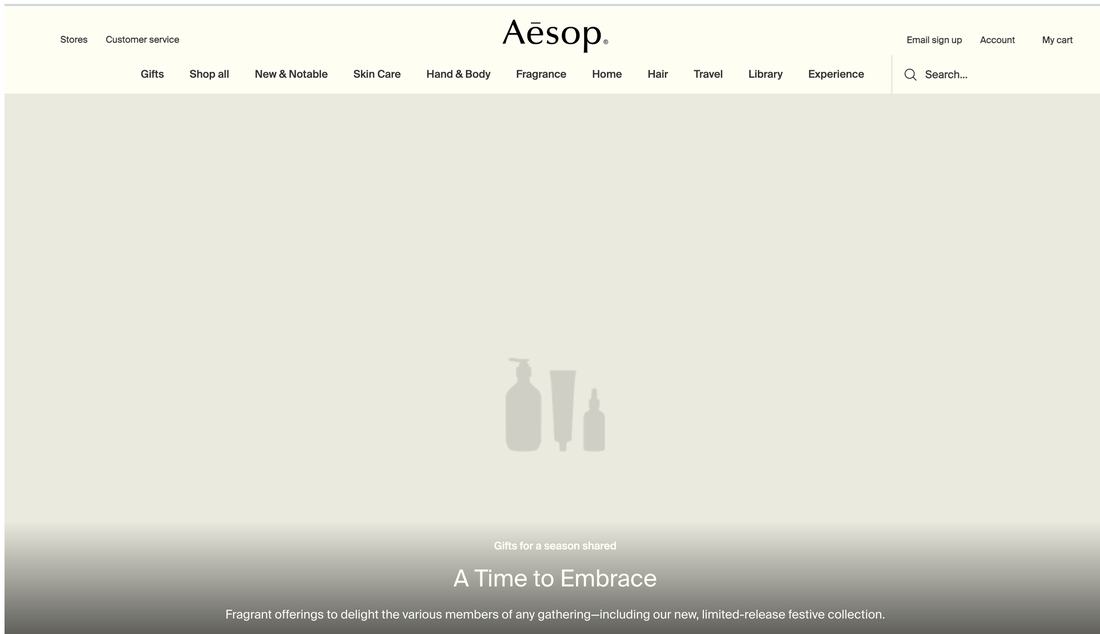 Stores Customer service Aēsop® Email sign up Account My cart
Gifts Shop all New & Notable Skin Care Hand & Body Fragrance Home Hair Travel Library Experience Search...
Gifts for a season shared
A Time to Embrace
Fragrant offerings to delight the various members of any gathering—including our new, limited-release festive collection.